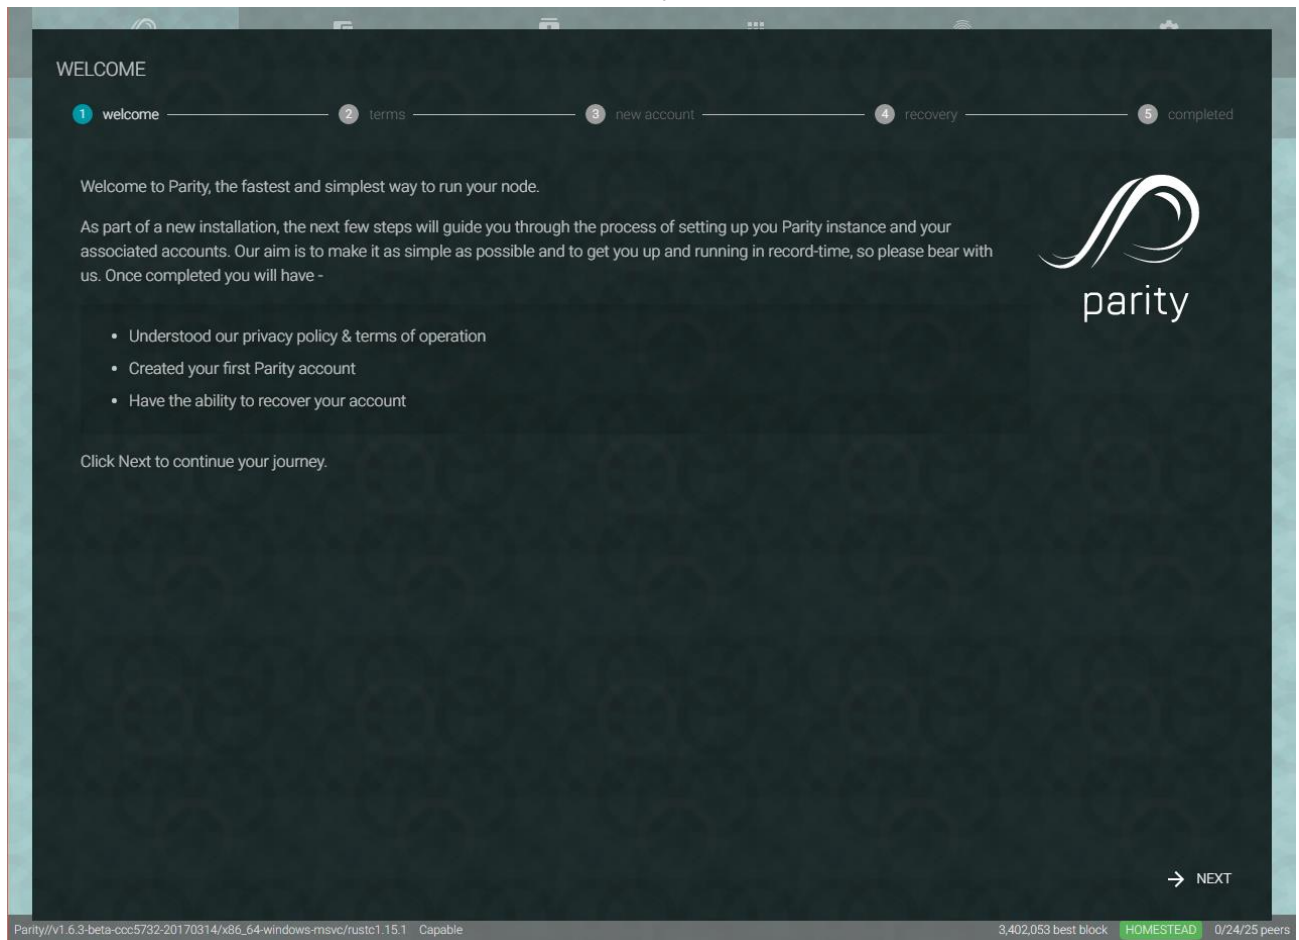 WELCOME
1 welcome 2 terms 3 new account 4 recovery 5 completed
Welcome to Parity, the fastest and simplest way to run your node.
As part of a new installation, the next few steps will guide you through the process of setting up you Parity instance and your
associated accounts. Our aim is to make it as simple as possible and to get you up and running in record-time, so please bear with
us. Once completed you will have -
parity
• Understood our privacy policy & terms of operation
• Created your first Parity account
• Have the ability to recover your account
Click Next to continue your journey.
→ NEXT
Parity//v1.6.3-beta-ccc5732-20170314/x86_64-windows-msvc/rustc1.15.1 Capable 3,402,053 best block HOMESTEAD 0/24/25 peers